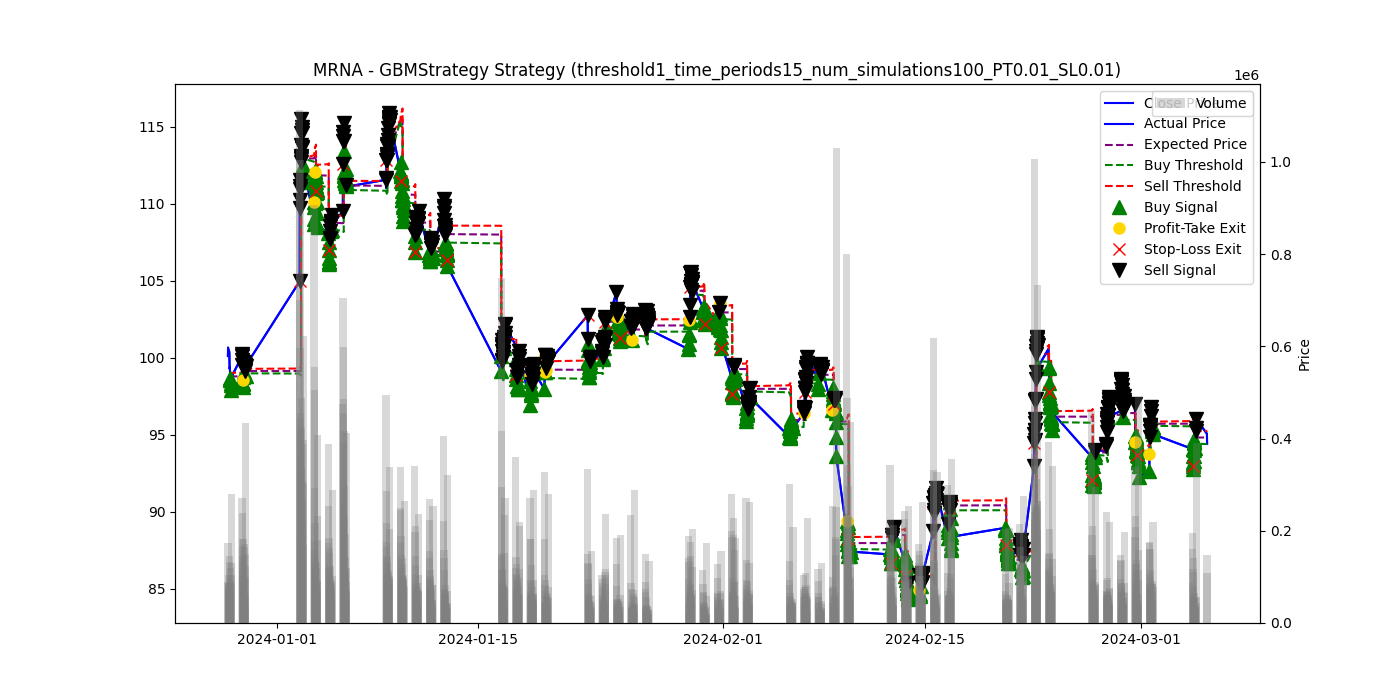 MRNA - GBMStrategy Strategy (threshold1_time_periods15_num_simulations100_PT0.01_SL0.01)
1e6
Volume
Actual Price
Expected Price
Buy Threshold
Sell Threshold
Buy Signal
Profit-Take Exit
Stop-Loss Exit
Sell Signal
115
110
105
100
95
90
85
1.0
0.8
0.6
0.4
0.2
0.0
Price
2024-01-01
2024-01-15
2024-02-01
2024-02-15
2024-03-01